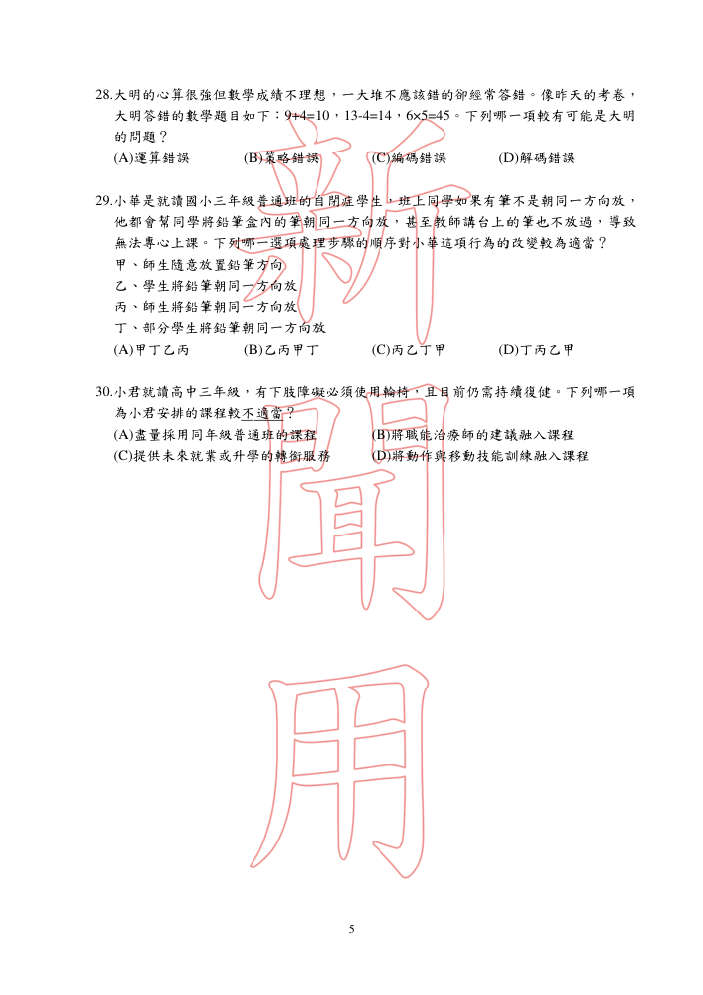 28.大明的心算很強但數學成績不理想，一大堆不應該錯的卻經常答錯。像昨天的考卷，
大明答錯的數學題目如下：9+4=10，13-4=14，6×5=45。下列哪一項較有可能是大明
的問題？
(A)運算錯誤 (B)策略錯誤 (C)編碼錯誤 (D)解碼錯誤
29.小華是就讀國小三年級普通班的自閉症學生，班上同學如果有筆不是朝同一方向放，
他都會幫同學將鉛筆盒內的筆朝同一方向放，甚至教師講台上的筆也不放過，導致
無法專心上課。下列哪一選項處理步驟的順序對小華這項行為的改變較為適當？
甲、師生隨意放置鉛筆方向
乙、學生將鉛筆朝同一方向放
丙、師生將鉛筆朝同一方向放
丁、部分學生將鉛筆朝同一方向放
(A)甲丁乙丙 (B)乙丙甲丁 (C)丙乙丁甲 (D)丁丙乙甲
30.小君就讀高中三年級，有下肢障礙必須使用輪椅，且目前仍需持續復健。下列哪一項
為小君安排的課程較不適當？
(A)盡量採用同年級普通班的課程 (B)將職能治療師的建議融入課程
(C)提供未來就業或升學的轉銜服務 (D)將動作與移動技能訓練融入課程
新
聞
用
5